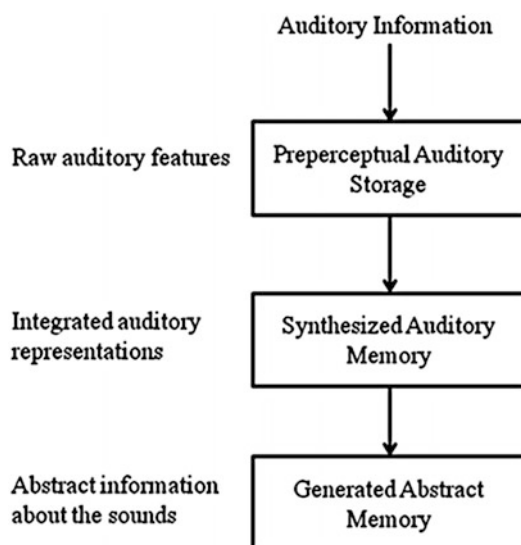 Auditory Information
Raw auditory features
Preperceptual Auditory
Storage
Integrated auditory
representations
Synthesized Auditory
Memory
Abstract information
about the sounds
Generated Abstract
Memory